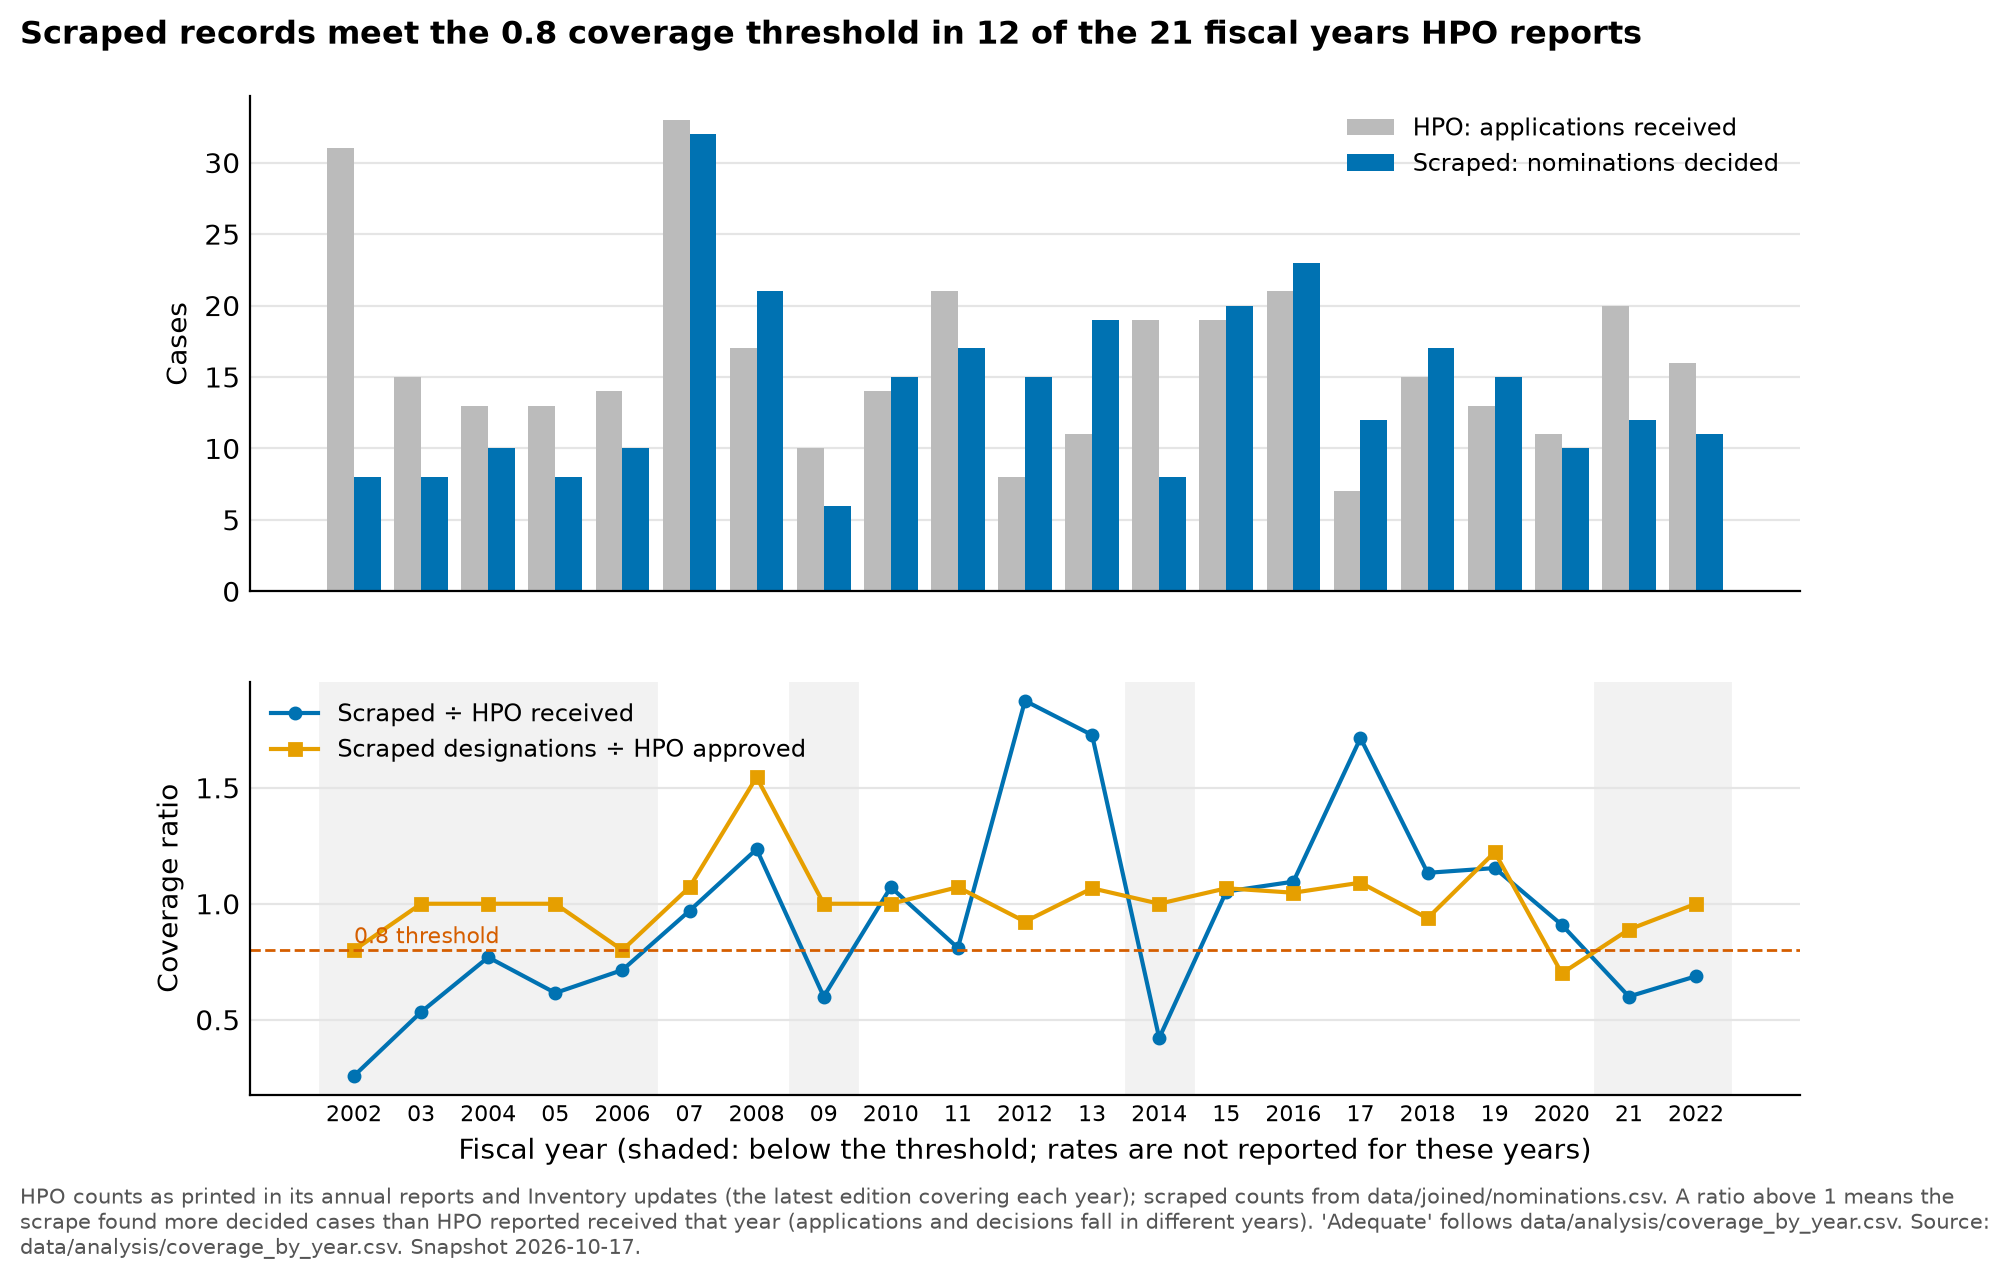 Scraped records meet the 0.8 coverage threshold in 12 of the 21 fiscal years HPO reports
HPO: applications received
Scraped: nominations decided
Cases
30
25
20
15
10
5
0
Scraped ÷ HPO received
Scraped designations ÷ HPO approved
Coverage ratio
1.5
1.0
0.5
0.8 threshold
2002 03 2004 05 2006 07 2008 09 2010 11 2012 13 2014 15 2016 17 2018 19 2020 21 2022
Fiscal year (shaded: below the threshold; rates are not reported for these years)
HPO counts as printed in its annual reports and Inventory updates (the latest edition covering each year); scraped counts from data/joined/nominations.csv. A ratio above 1 means the
scrape found more decided cases than HPO reported received that year (applications and decisions fall in different years). 'Adequate' follows data/analysis/coverage_by_year.csv. Source:
data/analysis/coverage_by_year.csv. Snapshot 2026-10-17.